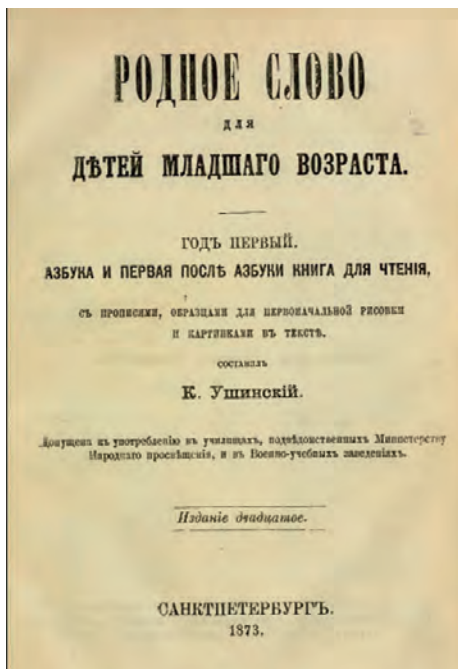 РОДНОЕ СЛОВО
для
ДѢТЕЙ МЛАДШАГО ВОЗРАСТА.
ГОДЪ ПЕРВЫЙ.
АЗБУКА И ПЕРВАЯ ПОСЛѢ АЗБУКИ КНИГА ДЛЯ ЧТЕНІЯ,
СЪ ПРОПИСЯМИ, ОБРАЗЦАМИ ДЛЯ ПЕРВОНАЧАЛЬНОЙ РИСОВКИ
И КАРТИНКАМИ ВЪ ТЕКСТѢ.
СОСТАВИЛЪ
К. Ушинскій.
Допущена къ употребленію въ училищахъ, подвѣдомственныхъ Министерству
Народнаго просвѣщенія, и въ Военно-учебныхъ заведеніяхъ.
Изданіе двадцатое.
САНКТПЕТЕРБУРГЪ.
1873.